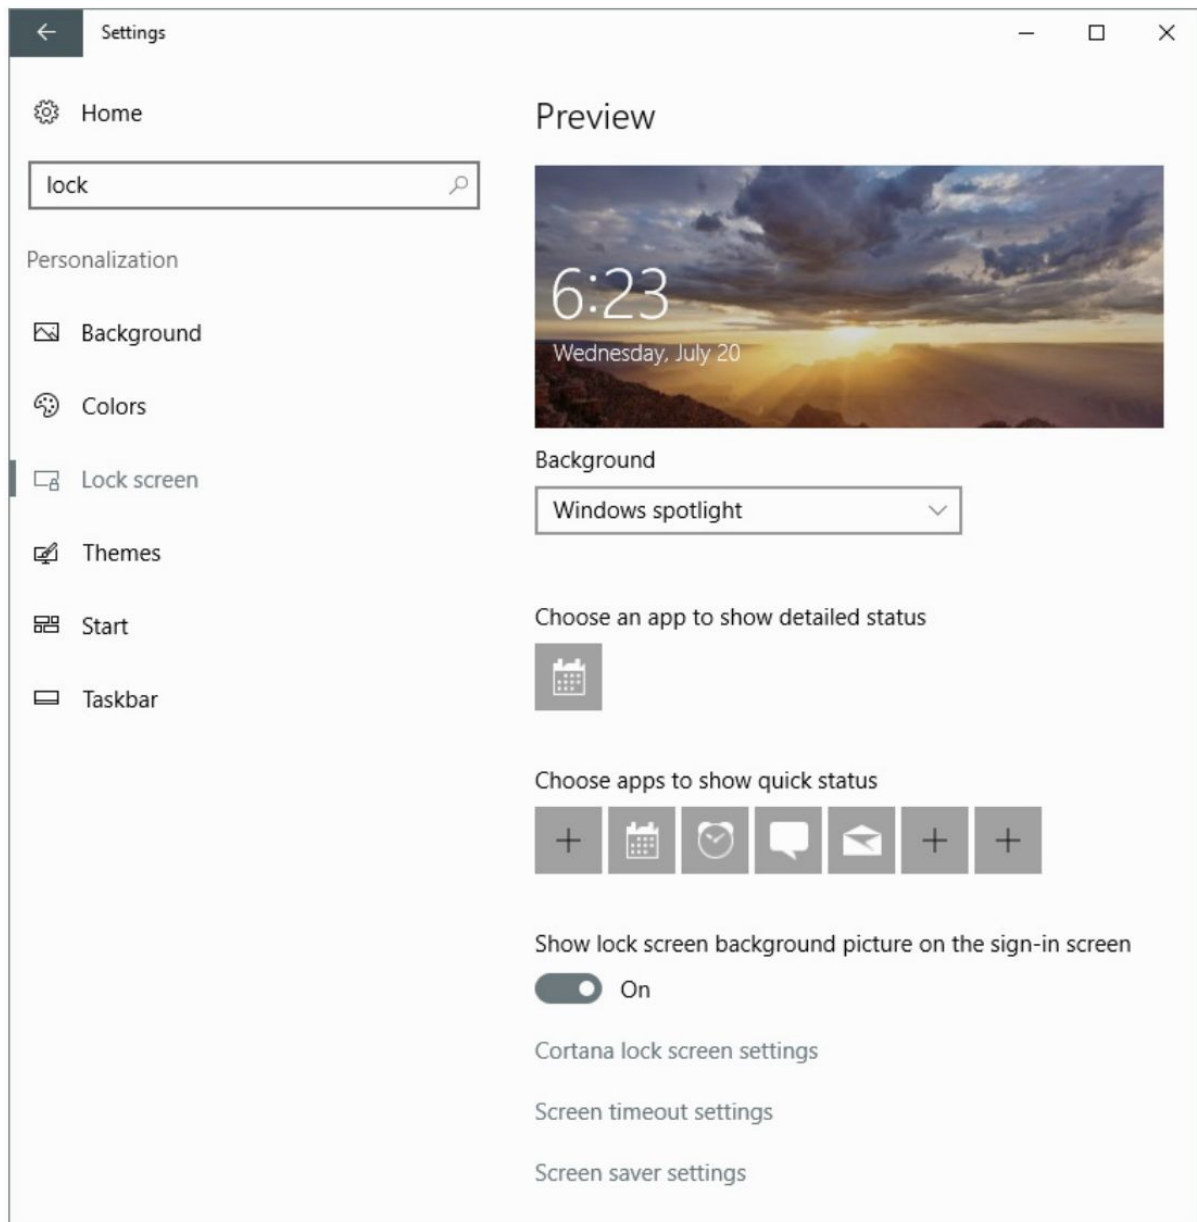 Settings
Home
lock
Personalization
Background
Colors
Lock screen
Themes
Start
Taskbar
Preview
6:23
Wednesday, July 20
Background
Windows spotlight
Choose an app to show detailed status
Choose apps to show quick status
Show lock screen background picture on the sign-in screen
On
Cortana lock screen settings
Screen timeout settings
Screen saver settings